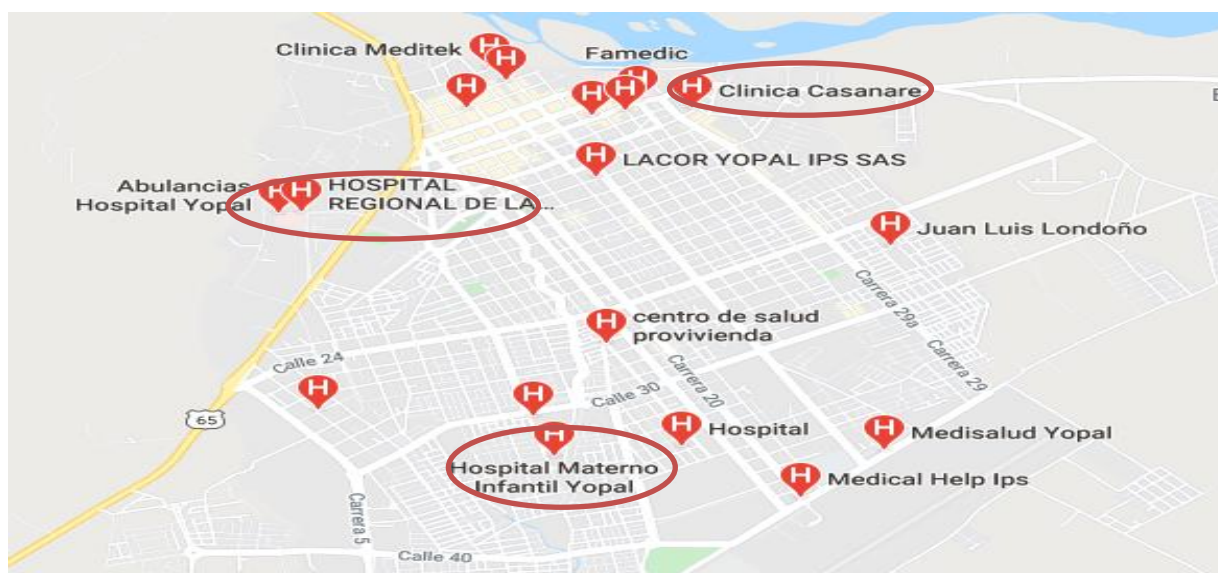 Clinica Meditek
Famedic
Clinica Casanare
E
LACOR YOPAL IPS SAS
Abulancias
Hospital Yopal
HOSPITAL
REGIONAL DE LA...
Juan Luis Londoño
centro de salud
provivienda
Carrera 29a
Carrera 29
Calle 24
Carrera 20
Calle 30
65
Hospital
Medisalud Yopal
Hospital Materno
Infantil Yopal
Medical Help Ips
Carrera 5
Calle 40